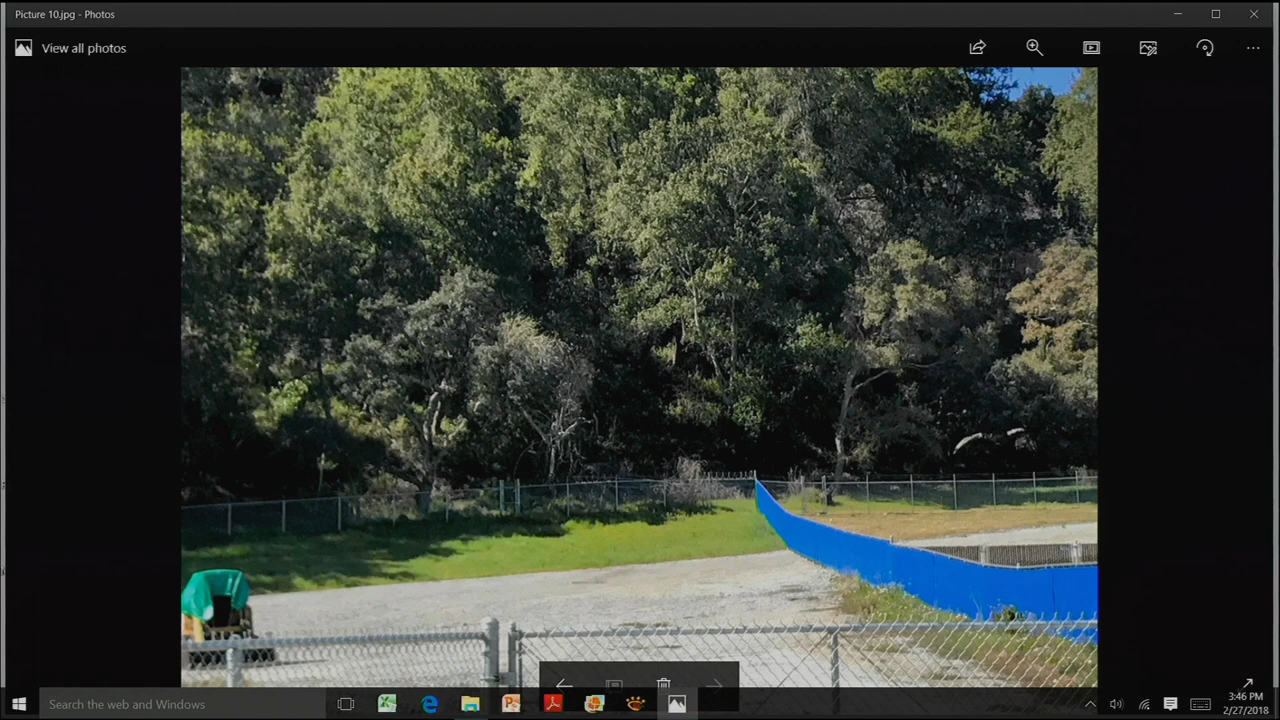 Picture 10.jpg - Photos
View all photos
Search the web and Windows
3:46 PM
2/27/2018